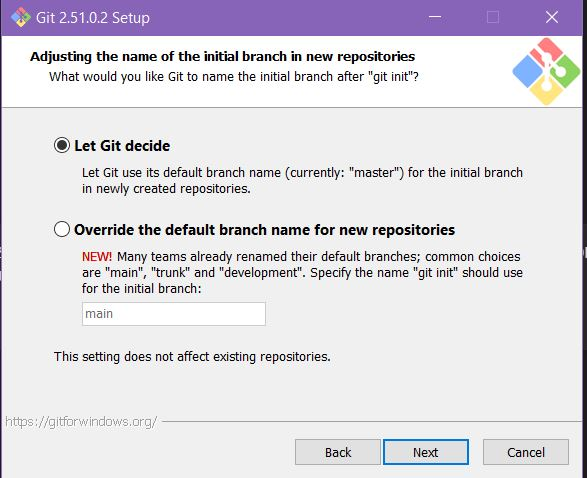 Git 2.51.0.2 Setup
Adjusting the name of the initial branch in new repositories
What would you like Git to name the initial branch after "git init"?
Let Git decide
Let Git use its default branch name (currently: "master") for the initial branch
in newly created repositories.
Override the default branch name for new repositories
NEW! Many teams already renamed their default branches; common choices
are "main", "trunk" and "development". Specify the name "git init" should use
for the initial branch:
main
This setting does not affect existing repositories.
https://gitforwindows.org/
Back Next Cancel